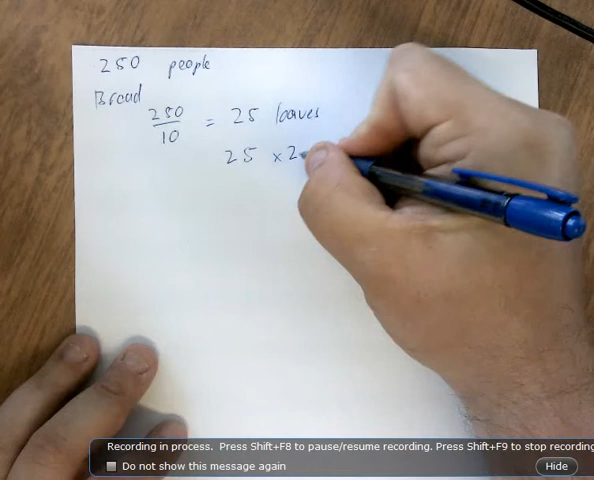 250 people
Bread
250
10
= 25 loaves
25 × 2
Recording in process. Press Shift+F8 to pause/resume recording. Press Shift+F9 to stop recording
Do not show this message again
Hide